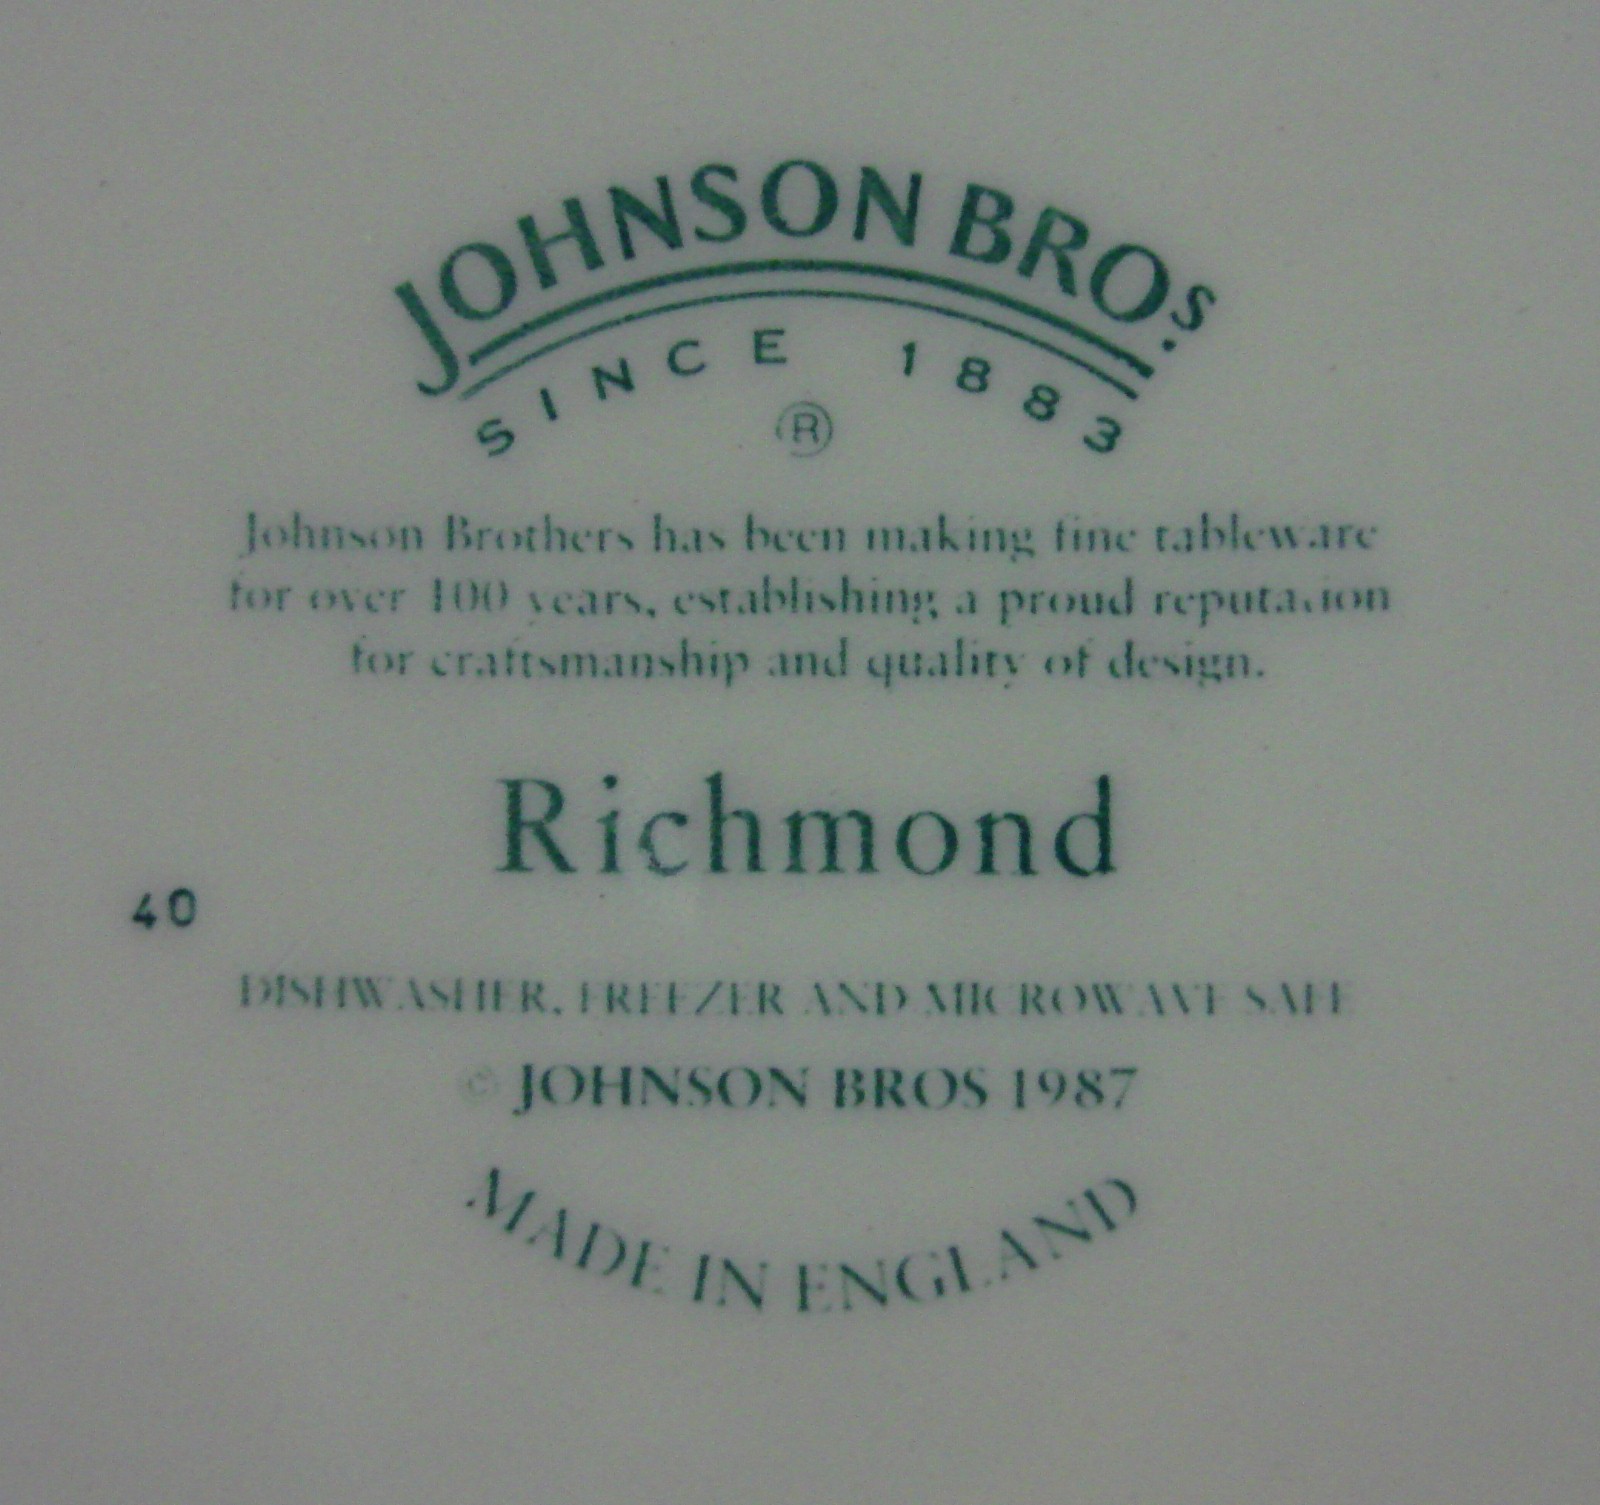 JOHNSON BROS.
SINCE 1883
®
Johnson Brothers has been making fine tableware
for over 100 years, establishing a proud reputation
for craftsmanship and quality of design.
Richmond
40
DISHWASHER, FREEZER AND MICROWAVE SAFE
© JOHNSON BROS 1987
MADE IN ENGLAND